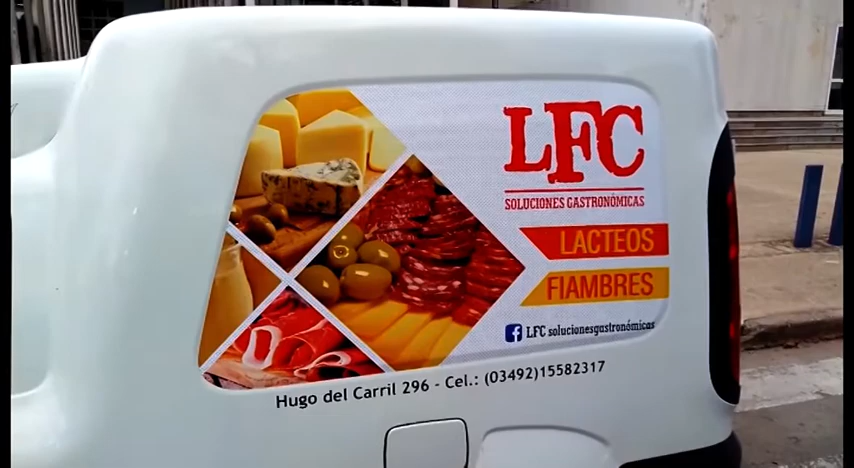 LFC
SOLUCIONES GASTRONÓMICAS
LACTEOS
FIAMBRES
f LFC solucionesgastronómicas
Hugo del Carril 296 - Cel.: (03492)15582317